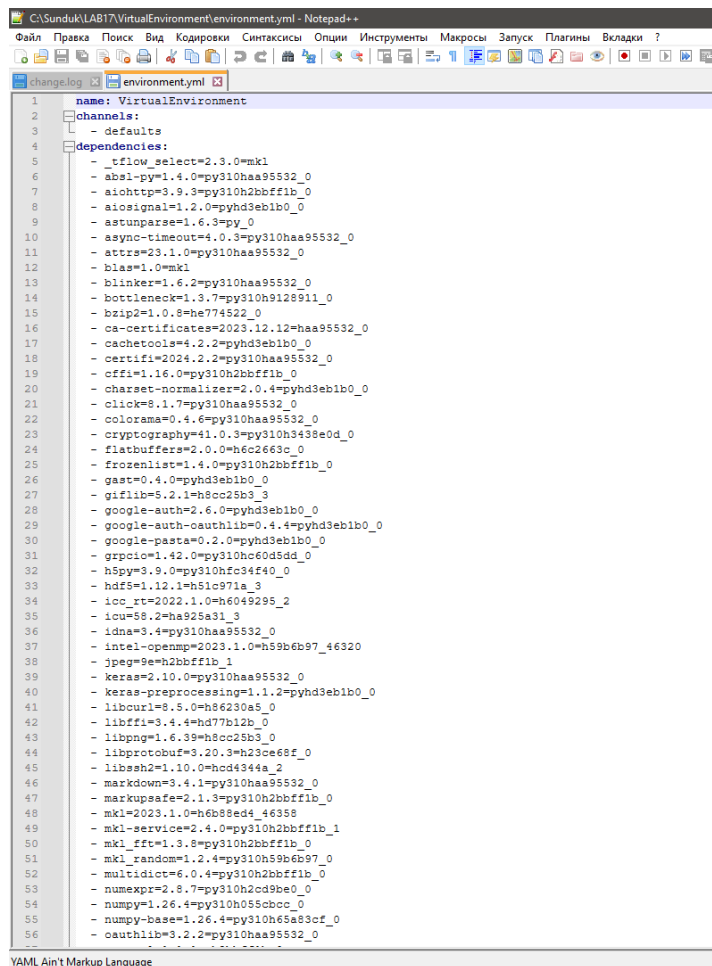 C:\Sunduk\LAB17\VirtualEnvironment\environment.yml - Notepad++
Файл Правка Поиск Вид Кодировки Синтаксисы Опции Инструменты Макросы Запуск Плагины Вкладки ?
change.log environment.yml
1 name: VirtualEnvironment
2 channels:
3 - defaults
4 dependencies:
5 - _tflow_select=2.3.0=mkl
6 - absl-py=1.4.0=py310haa95532_0
7 - aiohttp=3.9.3=py310h2bbff1b_0
8 - aiosignal=1.2.0=pyhd3eb1b0_0
9 - astunparse=1.6.3=py_0
10 - async-timeout=4.0.3=py310haa95532_0
11 - attrs=23.1.0=py310haa95532_0
12 - blas=1.0=mkl
13 - blinker=1.6.2=py310haa95532_0
14 - bottleneck=1.3.7=py310h9128911_0
15 - bzip2=1.0.8=he774522_0
16 - ca-certificates=2023.12.12=haa95532_0
17 - cachetools=4.2.2=pyhd3eb1b0_0
18 - certifi=2024.2.2=py310haa95532_0
19 - cffi=1.16.0=py310h2bbff1b_0
20 - charset-normalizer=2.0.4=pyhd3eb1b0_0
21 - click=8.1.7=py310haa95532_0
22 - colorama=0.4.6=py310haa95532_0
23 - cryptography=41.0.3=py310h3438e0d_0
24 - flatbuffers=2.0.0=h6c2663c_0
25 - frozenlist=1.4.0=py310h2bbff1b_0
26 - gast=0.4.0=pyhd3eb1b0_0
27 - giflib=5.2.1=h8cc25b3_3
28 - google-auth=2.6.0=pyhd3eb1b0_0
29 - google-auth-oauthlib=0.4.4=pyhd3eb1b0_0
30 - google-pasta=0.2.0=pyhd3eb1b0_0
31 - grpcio=1.42.0=py310hc60d5dd_0
32 - h5py=3.9.0=py310hfc34f40_0
33 - hdf5=1.12.1=h51c971a_3
34 - icc_rt=2022.1.0=h6049295_2
35 - icu=58.2=ha925a31_3
36 - idna=3.4=py310haa95532_0
37 - intel-openmp=2023.1.0=h59b6b97_46320
38 - jpeg=9e=h2bbff1b_1
39 - keras=2.10.0=py310haa95532_0
40 - keras-preprocessing=1.1.2=pyhd3eb1b0_0
41 - libcurl=8.5.0=h86230a5_0
42 - libffi=3.4.4=hd77b12b_0
43 - libpng=1.6.39=h8cc25b3_0
44 - libprotobuf=3.20.3=h23ce68f_0
45 - libssh2=1.10.0=hcd4344a_2
46 - markdown=3.4.1=py310haa95532_0
47 - markupsafe=2.1.3=py310h2bbff1b_0
48 - mkl=2023.1.0=h6b88ed4_46358
49 - mkl-service=2.4.0=py310h2bbff1b_1
50 - mkl_fft=1.3.8=py310h2bbff1b_0
51 - mkl_random=1.2.4=py310h59b6b97_0
52 - multidict=6.0.4=py310h2bbff1b_0
53 - numexpr=2.8.7=py310h2cd9be0_0
54 - numpy=1.26.4=py310h055cbcc_0
55 - numpy-base=1.26.4=py310h65a83cf_0
56 - oauthlib=3.2.2=py310haa95532_0
YAML Ain't Markup Language